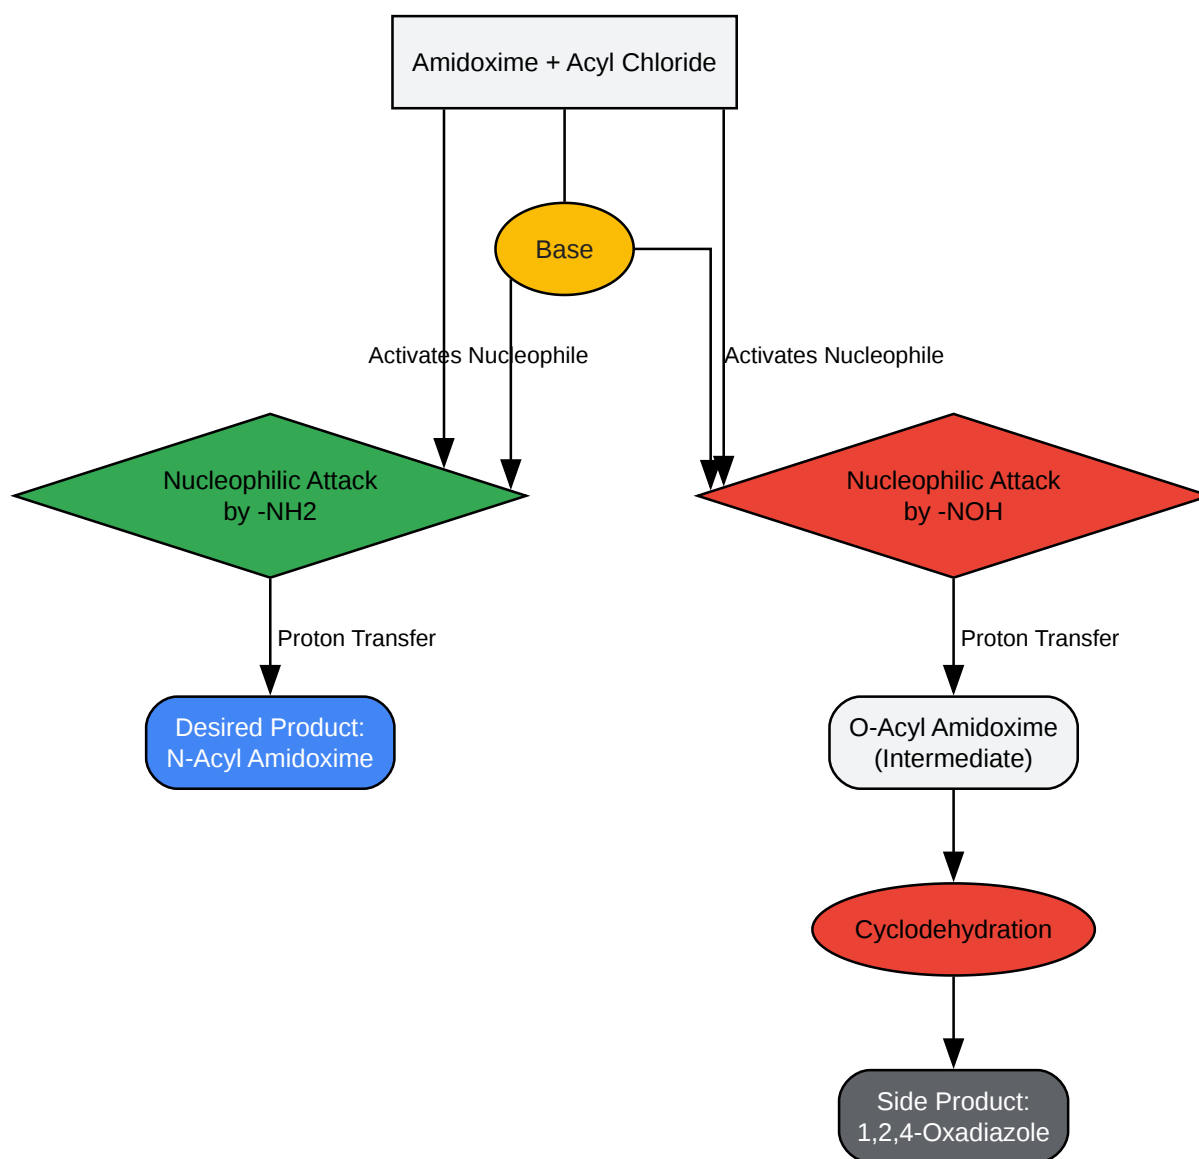 Amidoxime + Acyl Chloride
Base
Activates Nucleophile
Activates Nucleophile
Nucleophilic Attack
by -NH2
Nucleophilic Attack
by -NOH
Proton Transfer
Proton Transfer
Desired Product:
N-Acyl Amidoxime
O-Acyl Amidoxime
(Intermediate)
Cyclodehydration
Side Product:
1,2,4-Oxadiazole